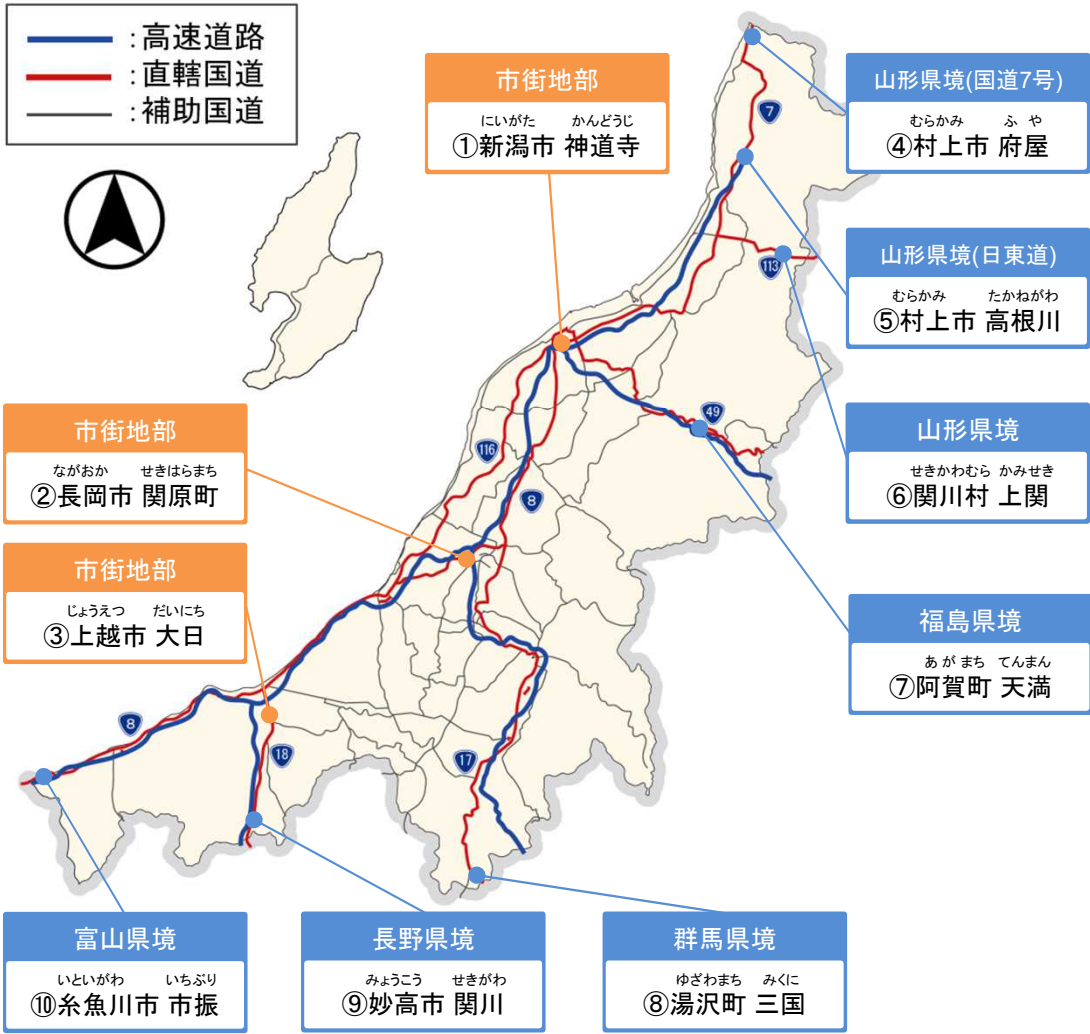 :高速道路
:直轄国道
:補助国道
市街地部
にいがた かんどうじ
①新潟市 神道寺
山形県境(国道7号)
むらかみ ふや
④村上市 府屋
7
山形県境(日東道)
むらかみ たかねがわ
⑤村上市 高根川
113
市街地部
ながおか せきはらまち
②長岡市 関原町
116
49
8
山形県境
せきかわむら かみせき
⑥関川村 上関
市街地部
じょうえつ だいにち
③上越市 大日
福島県境
あがまち てんまん
⑦阿賀町 天満
8
18
17
富山県境
いといがわ いちぶり
⑩糸魚川市 市振
長野県境
みょうこう せきがわ
⑨妙高市 関川
群馬県境
ゆざわまち みくに
⑧湯沢町 三国